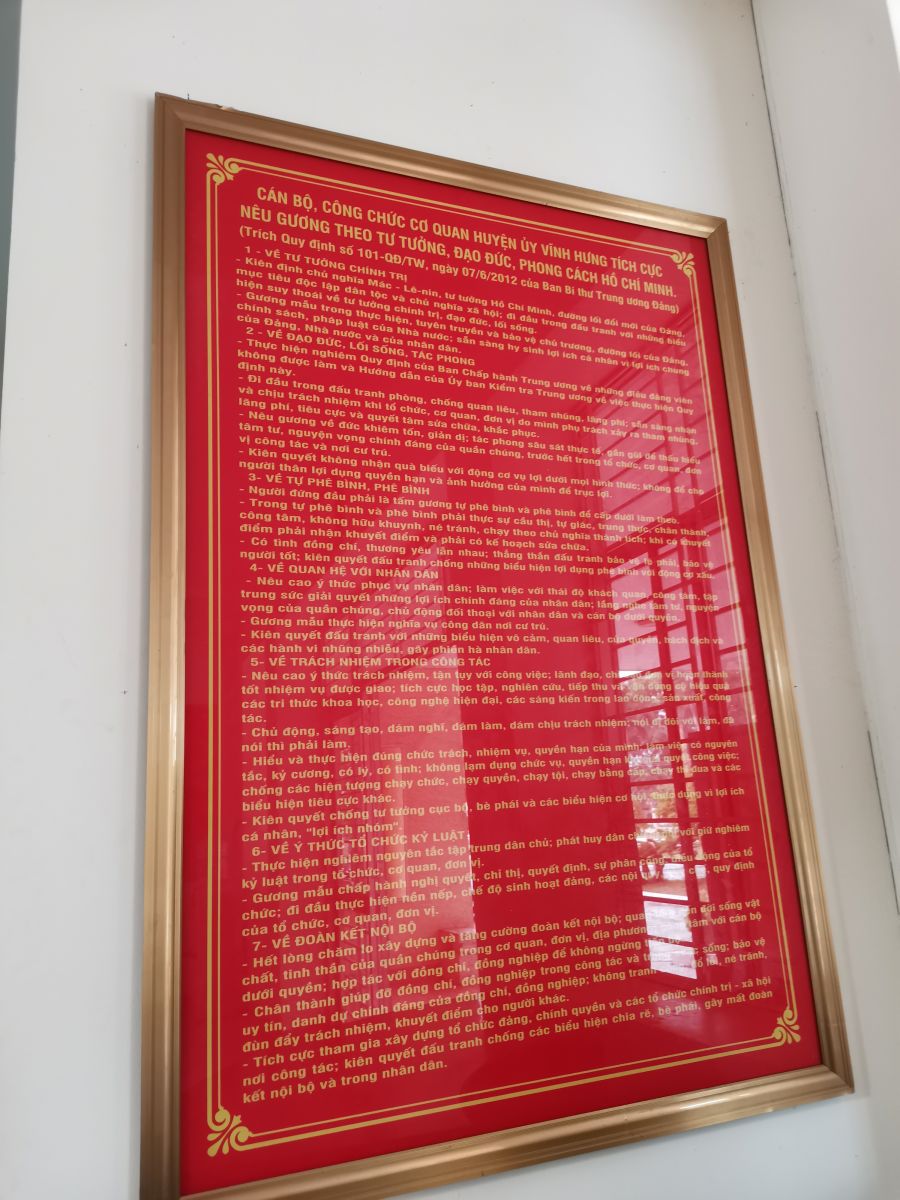 CÁN BỘ, CÔNG CHỨC CƠ QUAN HUYỆN ỦY VĨNH HƯNG TÍCH CỰC
NÊU GƯƠNG THEO TƯ TƯỞNG, ĐẠO ĐỨC, PHONG CÁCH HỒ CHÍ MINH.
(Trích Quy định số 101-QĐ/TW, ngày 07/6/2012 của Ban Bí thư Trung ương Đảng)
1 - VỀ TƯ TƯỞNG CHÍNH TRỊ
- Kiên định chủ nghĩa Mác - Lê-nin, tư tưởng Hồ Chí Minh, đường lối đổi mới của Đảng,
mục tiêu độc lập dân tộc và chủ nghĩa xã hội; đi đầu trong đấu tranh với những biểu
hiện suy thoái về tư tưởng chính trị, đạo đức, lối sống.
- Gương mẫu trong thực hiện, tuyên truyền và bảo vệ chủ trương, đường lối của Đảng,
chính sách, pháp luật của Nhà nước; sẵn sàng hy sinh lợi ích cá nhân vì lợi ích chung
của Đảng, Nhà nước và của nhân dân.
2 - VỀ ĐẠO ĐỨC, LỐI SỐNG, TÁC PHONG
- Thực hiện nghiêm Quy định của Ban Chấp hành Trung ương về những điều đảng viên
không được làm và Hướng dẫn của Ủy ban Kiểm tra Trung ương về việc thực hiện Quy
định này.
- Đi đầu trong đấu tranh phòng, chống quan liêu, tham nhũng, lãng phí; sẵn sàng nhận
và chịu trách nhiệm khi tổ chức, cơ quan, đơn vị do mình phụ trách xảy ra tham nhũng,
lãng phí, tiêu cực và quyết tâm sửa chữa, khắc phục.
- Nêu gương về đức khiêm tốn, giản dị; tác phong sâu sát thực tế, gần gũi để thấu hiểu
tâm tư, nguyện vọng chính đáng của quần chúng, trước hết trong tổ chức, cơ quan, đơn
vị công tác và nơi cư trú.
- Kiên quyết không nhận quà biếu với động cơ vụ lợi dưới mọi hình thức; không để cho
người thân lợi dụng quyền hạn và ảnh hưởng của mình để trục lợi.
3- VỀ TỰ PHÊ BÌNH, PHÊ BÌNH
- Người đứng đầu phải là tấm gương tự phê bình và phê bình để cấp dưới làm theo.
- Trong tự phê bình và phê bình phải thực sự cầu thị, tự giác, trung thực, chân thành,
công tâm, không hữu khuynh, né tránh, chạy theo chủ nghĩa thành tích; khi có khuyết
điểm phải nhận khuyết điểm và phải có kế hoạch sửa chữa.
- Có tình đồng chí, thương yêu lẫn nhau; thẳng thắn đấu tranh bảo vệ lẽ phải, bảo vệ
người tốt; kiên quyết đấu tranh chống những biểu hiện lợi dụng phê bình với động cơ xấu.
4- VỀ QUAN HỆ VỚI NHÂN DÂN
- Nêu cao ý thức phục vụ nhân dân; làm việc với thái độ khách quan, công tâm, tập
trung sức giải quyết những lợi ích chính đáng của nhân dân; lắng nghe tâm tư, nguyện
vọng của quần chúng, chủ động đối thoại với nhân dân và cán bộ dưới quyền.
- Gương mẫu thực hiện nghĩa vụ công dân nơi cư trú.
- Kiên quyết đấu tranh với những biểu hiện vô cảm, quan liêu, cửa quyền, hách dịch và
các hành vi nhũng nhiễu, gây phiền hà nhân dân.
5- VỀ TRÁCH NHIỆM TRONG CÔNG TÁC
- Nêu cao ý thức trách nhiệm, tận tụy với công việc; lãnh đạo, chỉ đơn vị hoàn thành
tốt nhiệm vụ được giao; tích cực học tập, nghiên cứu, tiếp thu và vận dụng có hiệu quả
các tri thức khoa học, công nghệ hiện đại, các sáng kiến trong lao động, sản xuất, công
tác.
- Chủ động, sáng tạo, dám nghĩ, dám làm, dám chịu trách nhiệm; nói đi đôi với làm, đã
nói thì phải làm.
- Hiểu và thực hiện đúng chức trách, nhiệm vụ, quyền hạn của mình; làm việc có nguyên
tắc, kỷ cương, có lý, có tình; không lạm dụng chức vụ, quyền hạn khi giải quyết công việc;
chống các hiện tượng chạy chức, chạy quyền, chạy tội, chạy bằng cấp, chạy thi đua và các
biểu hiện tiêu cực khác.
- Kiên quyết chống tư tưởng cục bộ, bè phái và các biểu hiện cơ hội, thực dụng vì lợi ích
cá nhân, "lợi ích nhóm".
6- VỀ Ý THỨC TỔ CHỨC KỶ LUẬT
- Thực hiện nghiêm nguyên tắc tập trung dân chủ; phát huy dân với giữ nghiêm
kỷ luật trong tổ chức, cơ quan, đơn vị.
- Gương mẫu chấp hành nghị quyết, chỉ thị, quyết định, sự phân công, điều động của tổ
chức; đi đầu thực hiện nền nếp, chế độ sinh hoạt đảng, các nội quy định
của tổ chức, cơ quan, đơn vị.
7- VỀ ĐOÀN KẾT NỘI BỘ
- Hết lòng chăm lo xây dựng và tăng cường đoàn kết nội bộ; quan đời sống vật
chất, tinh thần của quần chúng trong cơ quan, đơn vị, địa phương tâm với cán bộ
dưới quyền; hợp tác với đồng chí, đồng nghiệp để không ngừng
- Chân thành giúp đỡ đồng chí, đồng nghiệp trong công tác và trong sống; bảo vệ
uy tín, danh dự chính đáng của đồng chí, đồng nghiệp; không tranh đổ lỗi, né tránh,
đùn đẩy trách nhiệm, khuyết điểm cho người khác.
- Tích cực tham gia xây dựng tổ chức đảng, chính quyền và các tổ chức chính trị - xã hội
nơi công tác; kiên quyết đấu tranh chống các biểu hiện chia rẽ, bè phái, gây mất đoàn
kết nội bộ và trong nhân dân.